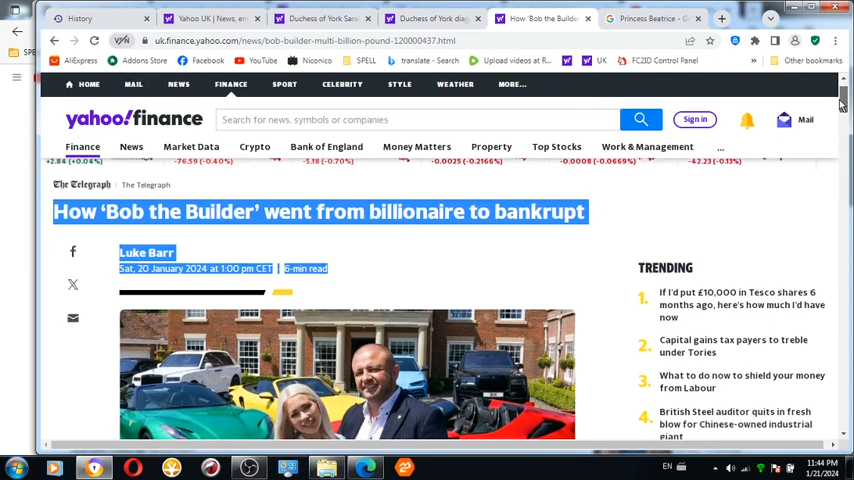 History
Yahoo UK | News, em
Duchess of York Sara
Duchess of York diag
How 'Bob the Builder
Princess Beatrice - G
uk.finance.yahoo.com/news/bob-builder-multi-billion-pound-120000437.html
AliExpress
Addons Store
Facebook
YouTube
Niconico
SPELL
translate - Search
Upload videos at R...
UK
FC2ID Control Panel
»
Other bookmarks
SPE
HOME
MAIL
NEWS
FINANCE
SPORT
CELEBRITY
STYLE
WEATHER
MORE...
yahoo!finance
Search for news, symbols or companies
Sign in
Mail
Finance
News
Market Data
Crypto
Bank of England
Money Matters
Property
Top Stocks
Work & Management
...
+2.84 (+0.04%)
-76.59 (-0.40%)
-5.18 (-0.70%)
-0.0025 (-0.2166%)
-0.0008 (-0.0669%)
-42.23 (-0.13%)
The Telegraph | The Telegraph
How ‘Bob the Builder’ went from billionaire to bankrupt
Luke Barr
Sat, 20 January 2024 at 1:00 pm CET | 6-min read
TRENDING
1. If I'd put £10,000 in Tesco shares 6
months ago, here's how much I'd have
now
2. Capital gains tax payers to treble
under Tories
3. What to do now to shield your money
from Labour
4. British Steel auditor quits in fresh
blow for Chinese-owned industrial
giant
EN
11:44 PM
1/21/2024